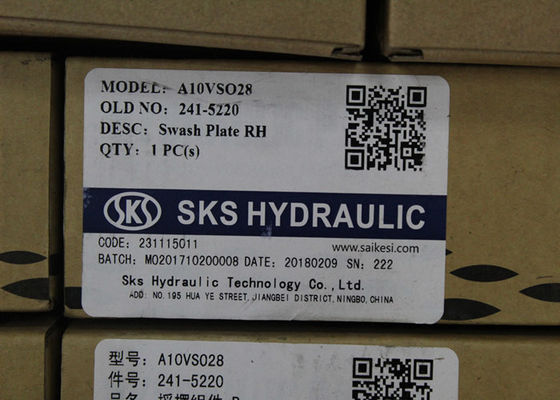 MODEL: A10VSO28
OLD NO: 241-5220
DESC: Swash Plate RH
QTY: 1 PC(s)
SKS SKS HYDRAULIC
CODE: 231115011
www.saikesi.com
BATCH: MO201710200008 DATE: 20180209 SN: 222
Sks Hydraulic Technology Co.,Ltd.
ADD: NO.195 HUA YE STREET,JIANGBEI DISTRICT,NINGBO,CHINA
型号: A10VSO28
件号: 241-5220